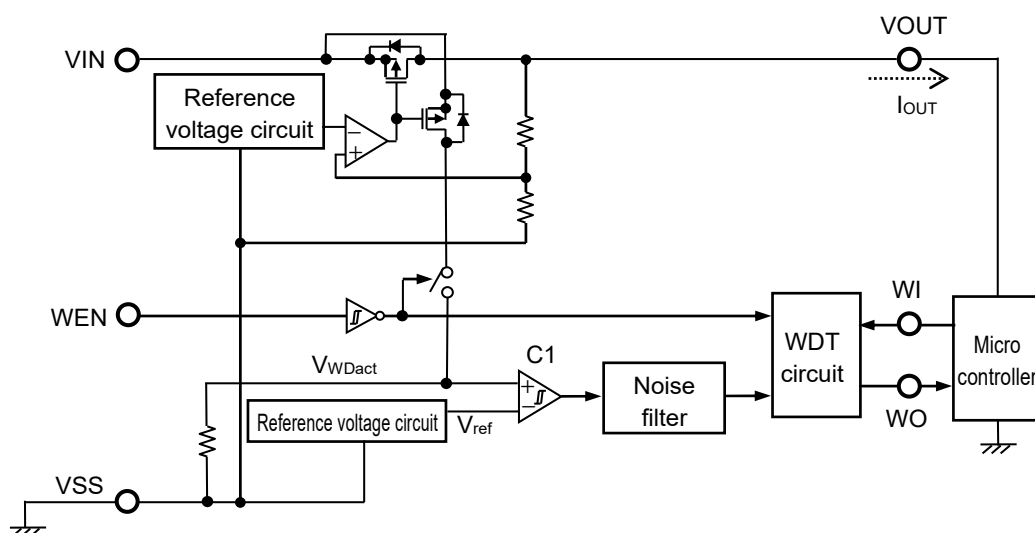 VOUT
VIN
IOUT
Reference
voltage circuit
−
+
WEN
WI
WDT
circuit
Micro
controller
C1
VWDact
+
−
Noise
filter
WO
Reference voltage circuit
Vref
VSS